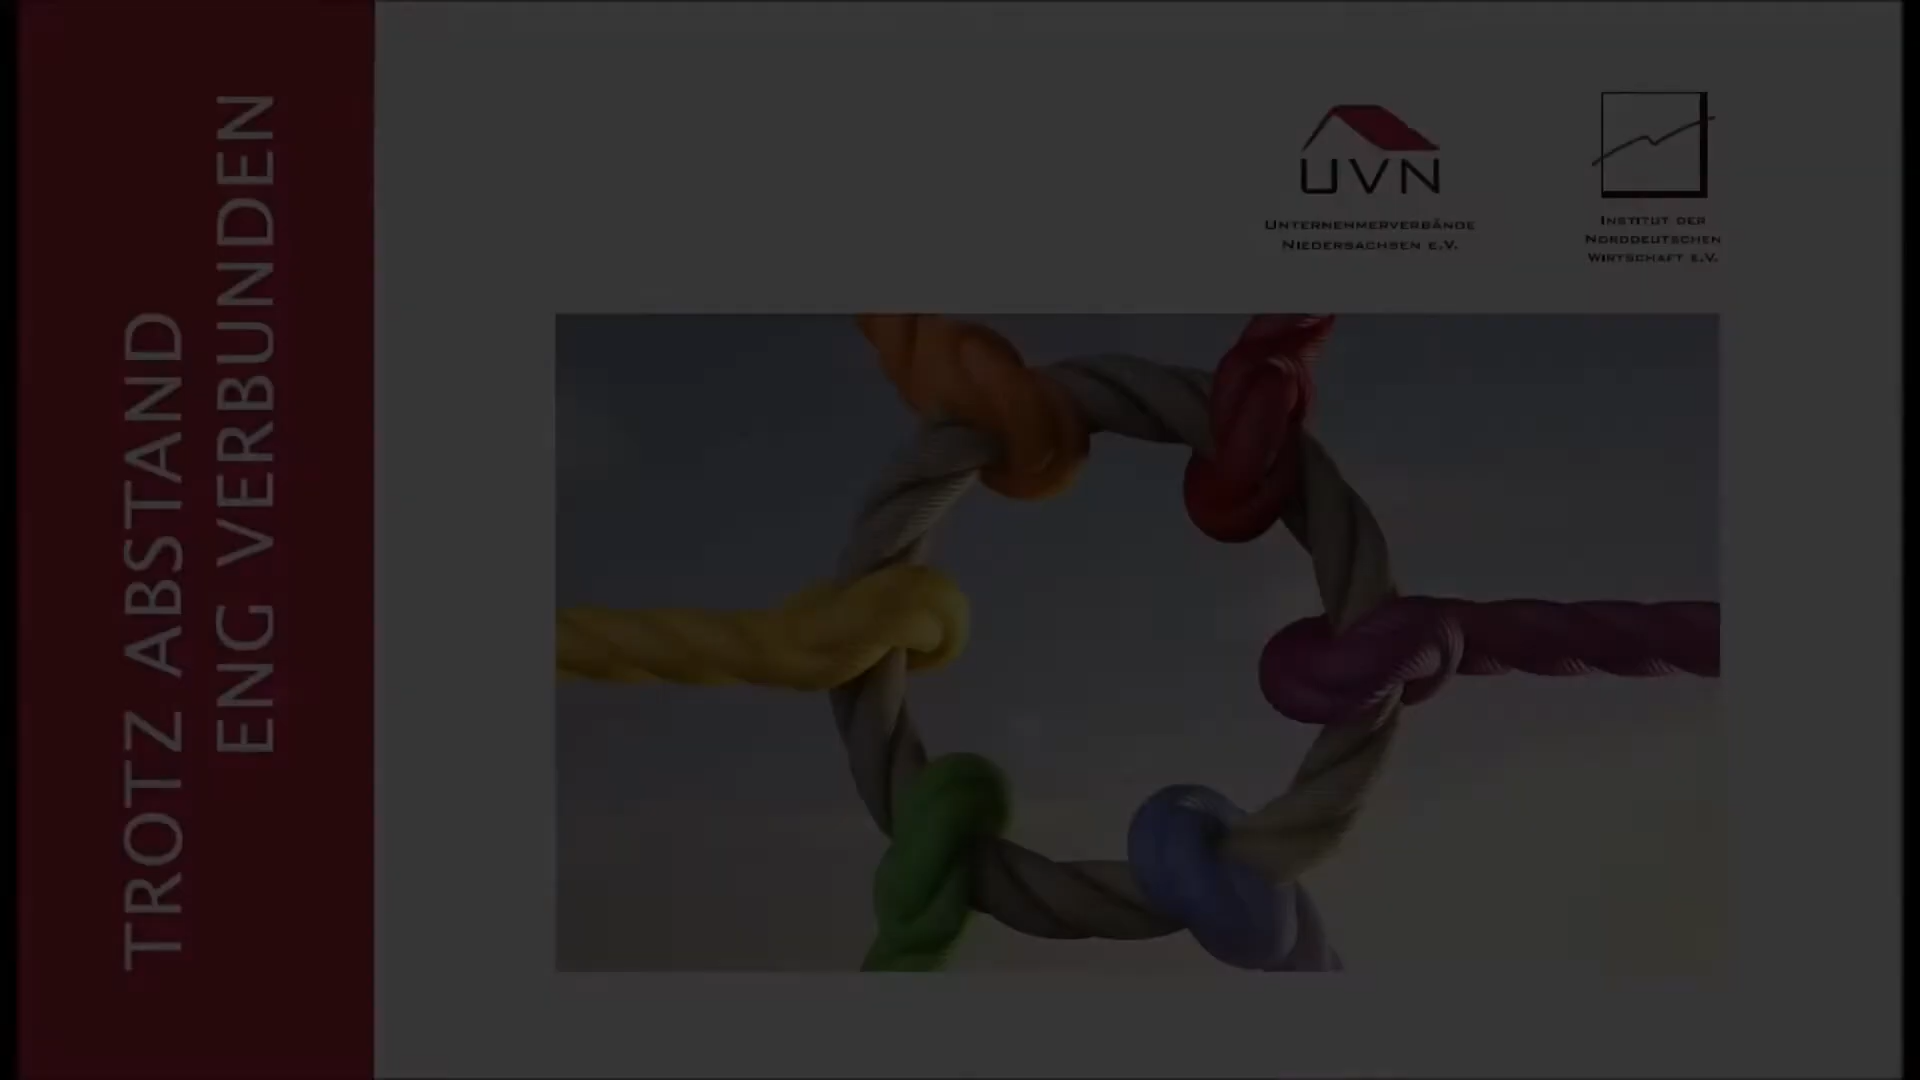 TROTZ ABSTAND
ENG VERBUNDEN
UVN
UNTERNEHMERVERBÄNDE
NIEDERSACHSEN E.V.
INSTITUT DER
NORDDEUTSCHEN
WIRTSCHAFT E.V.